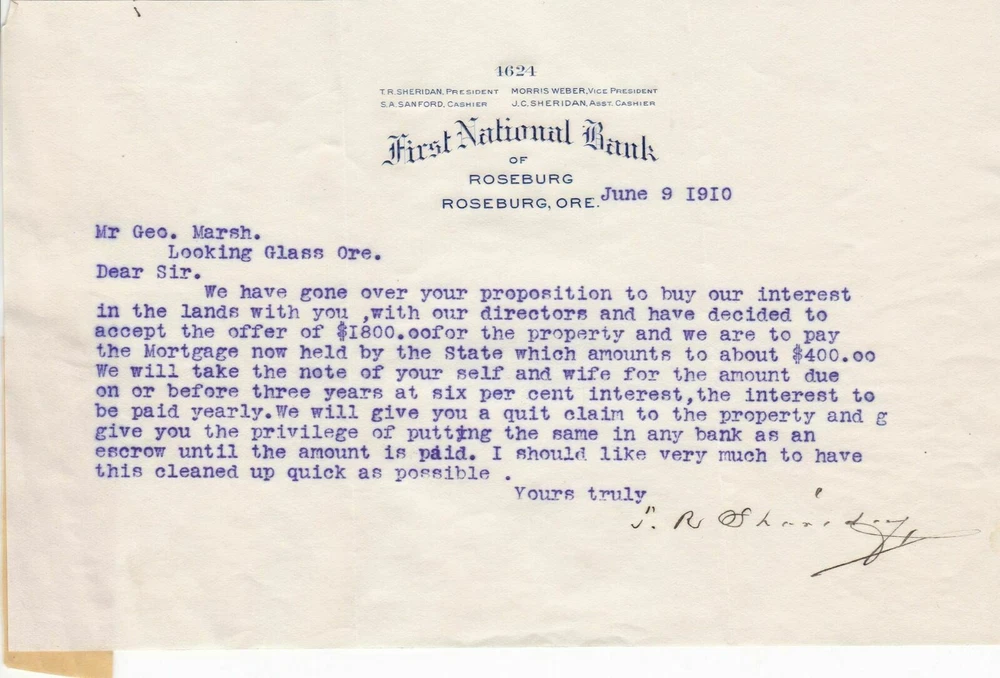 4624
T.R. SHERIDAN, PRESIDENT MORRIS WEBER, VICE PRESIDENT
S.A. SANFORD, CASHIER J.C. SHERIDAN, ASST. CASHIER
First National Bank
OF
ROSEBURG
ROSEBURG, ORE. June 9 I9IO
Mr Geo. Marsh.
Looking Glass Ore.
Dear Sir.
We have gone over your proposition to buy our interest
in the lands with you ,with our directors and have decided to
accept the offer of $I800.oofor the property and we are to pay
the Mortgage now held by the State which amounts to about $400.oo
We will take the note of your self and wife for the amount due
on or before three years at six per cent interest,the interest to
be paid yearly.We will give you a quit claim to the property and g
give you the privilege of putting the same in any bank as an
escrow until the amount is paid. I should like very much to have
this cleaned up quick as possible .
Yours truly
T. R Sheridan